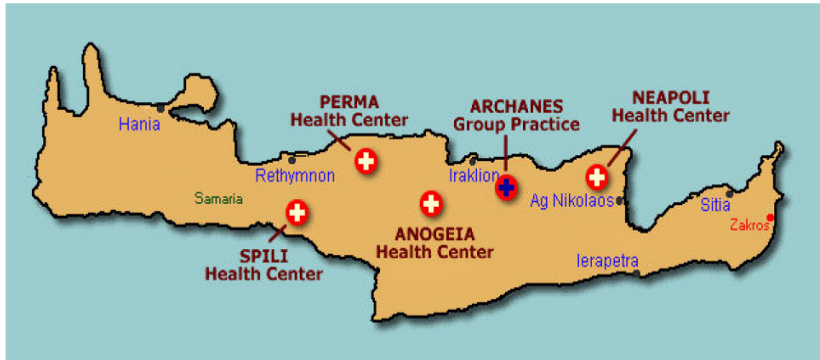 NEAPOLI
Health Center
PERMA
Health Center
ARCHANES
Group Practice
Hania
Rethymnon
Iraklion
Samaria
Ag Nikolaos
Sitia
Zakros
ANOGEIA
Health Center
SPILI
Health Center
Ierapetra